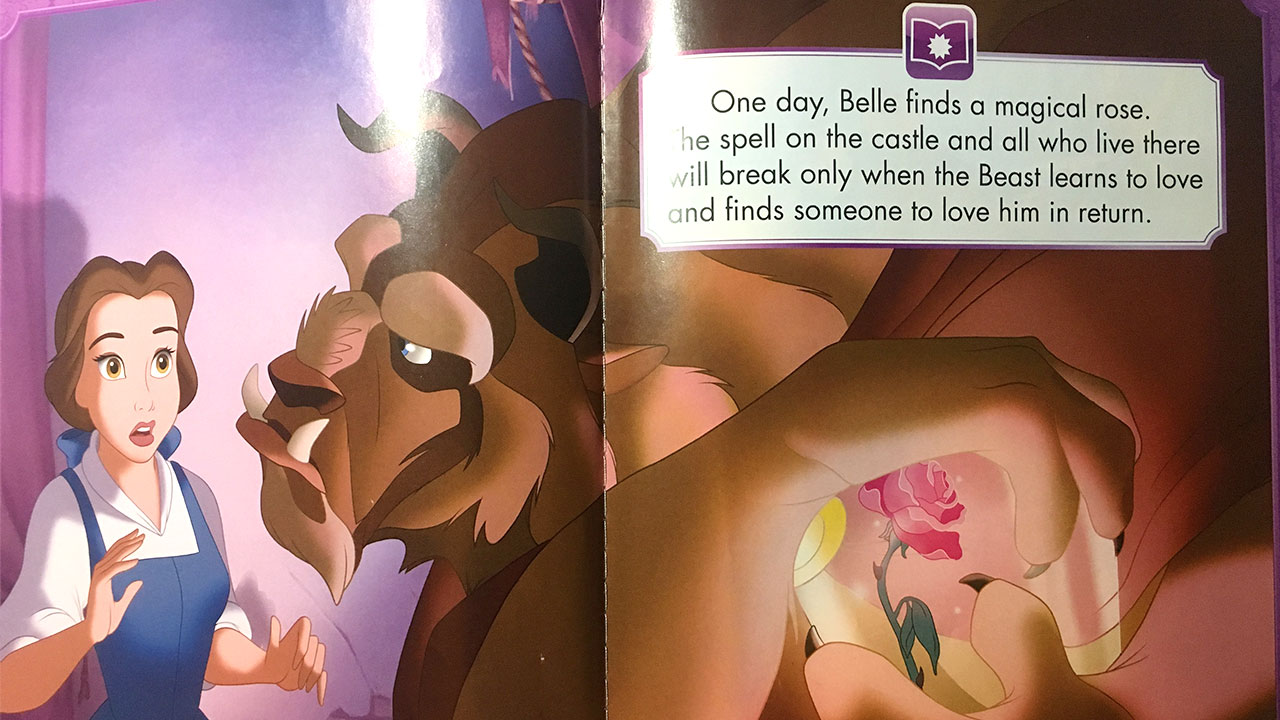 One day, Belle finds a magical rose.
The spell on the castle and all who live there
will break only when the Beast learns to love
and finds someone to love him in return.